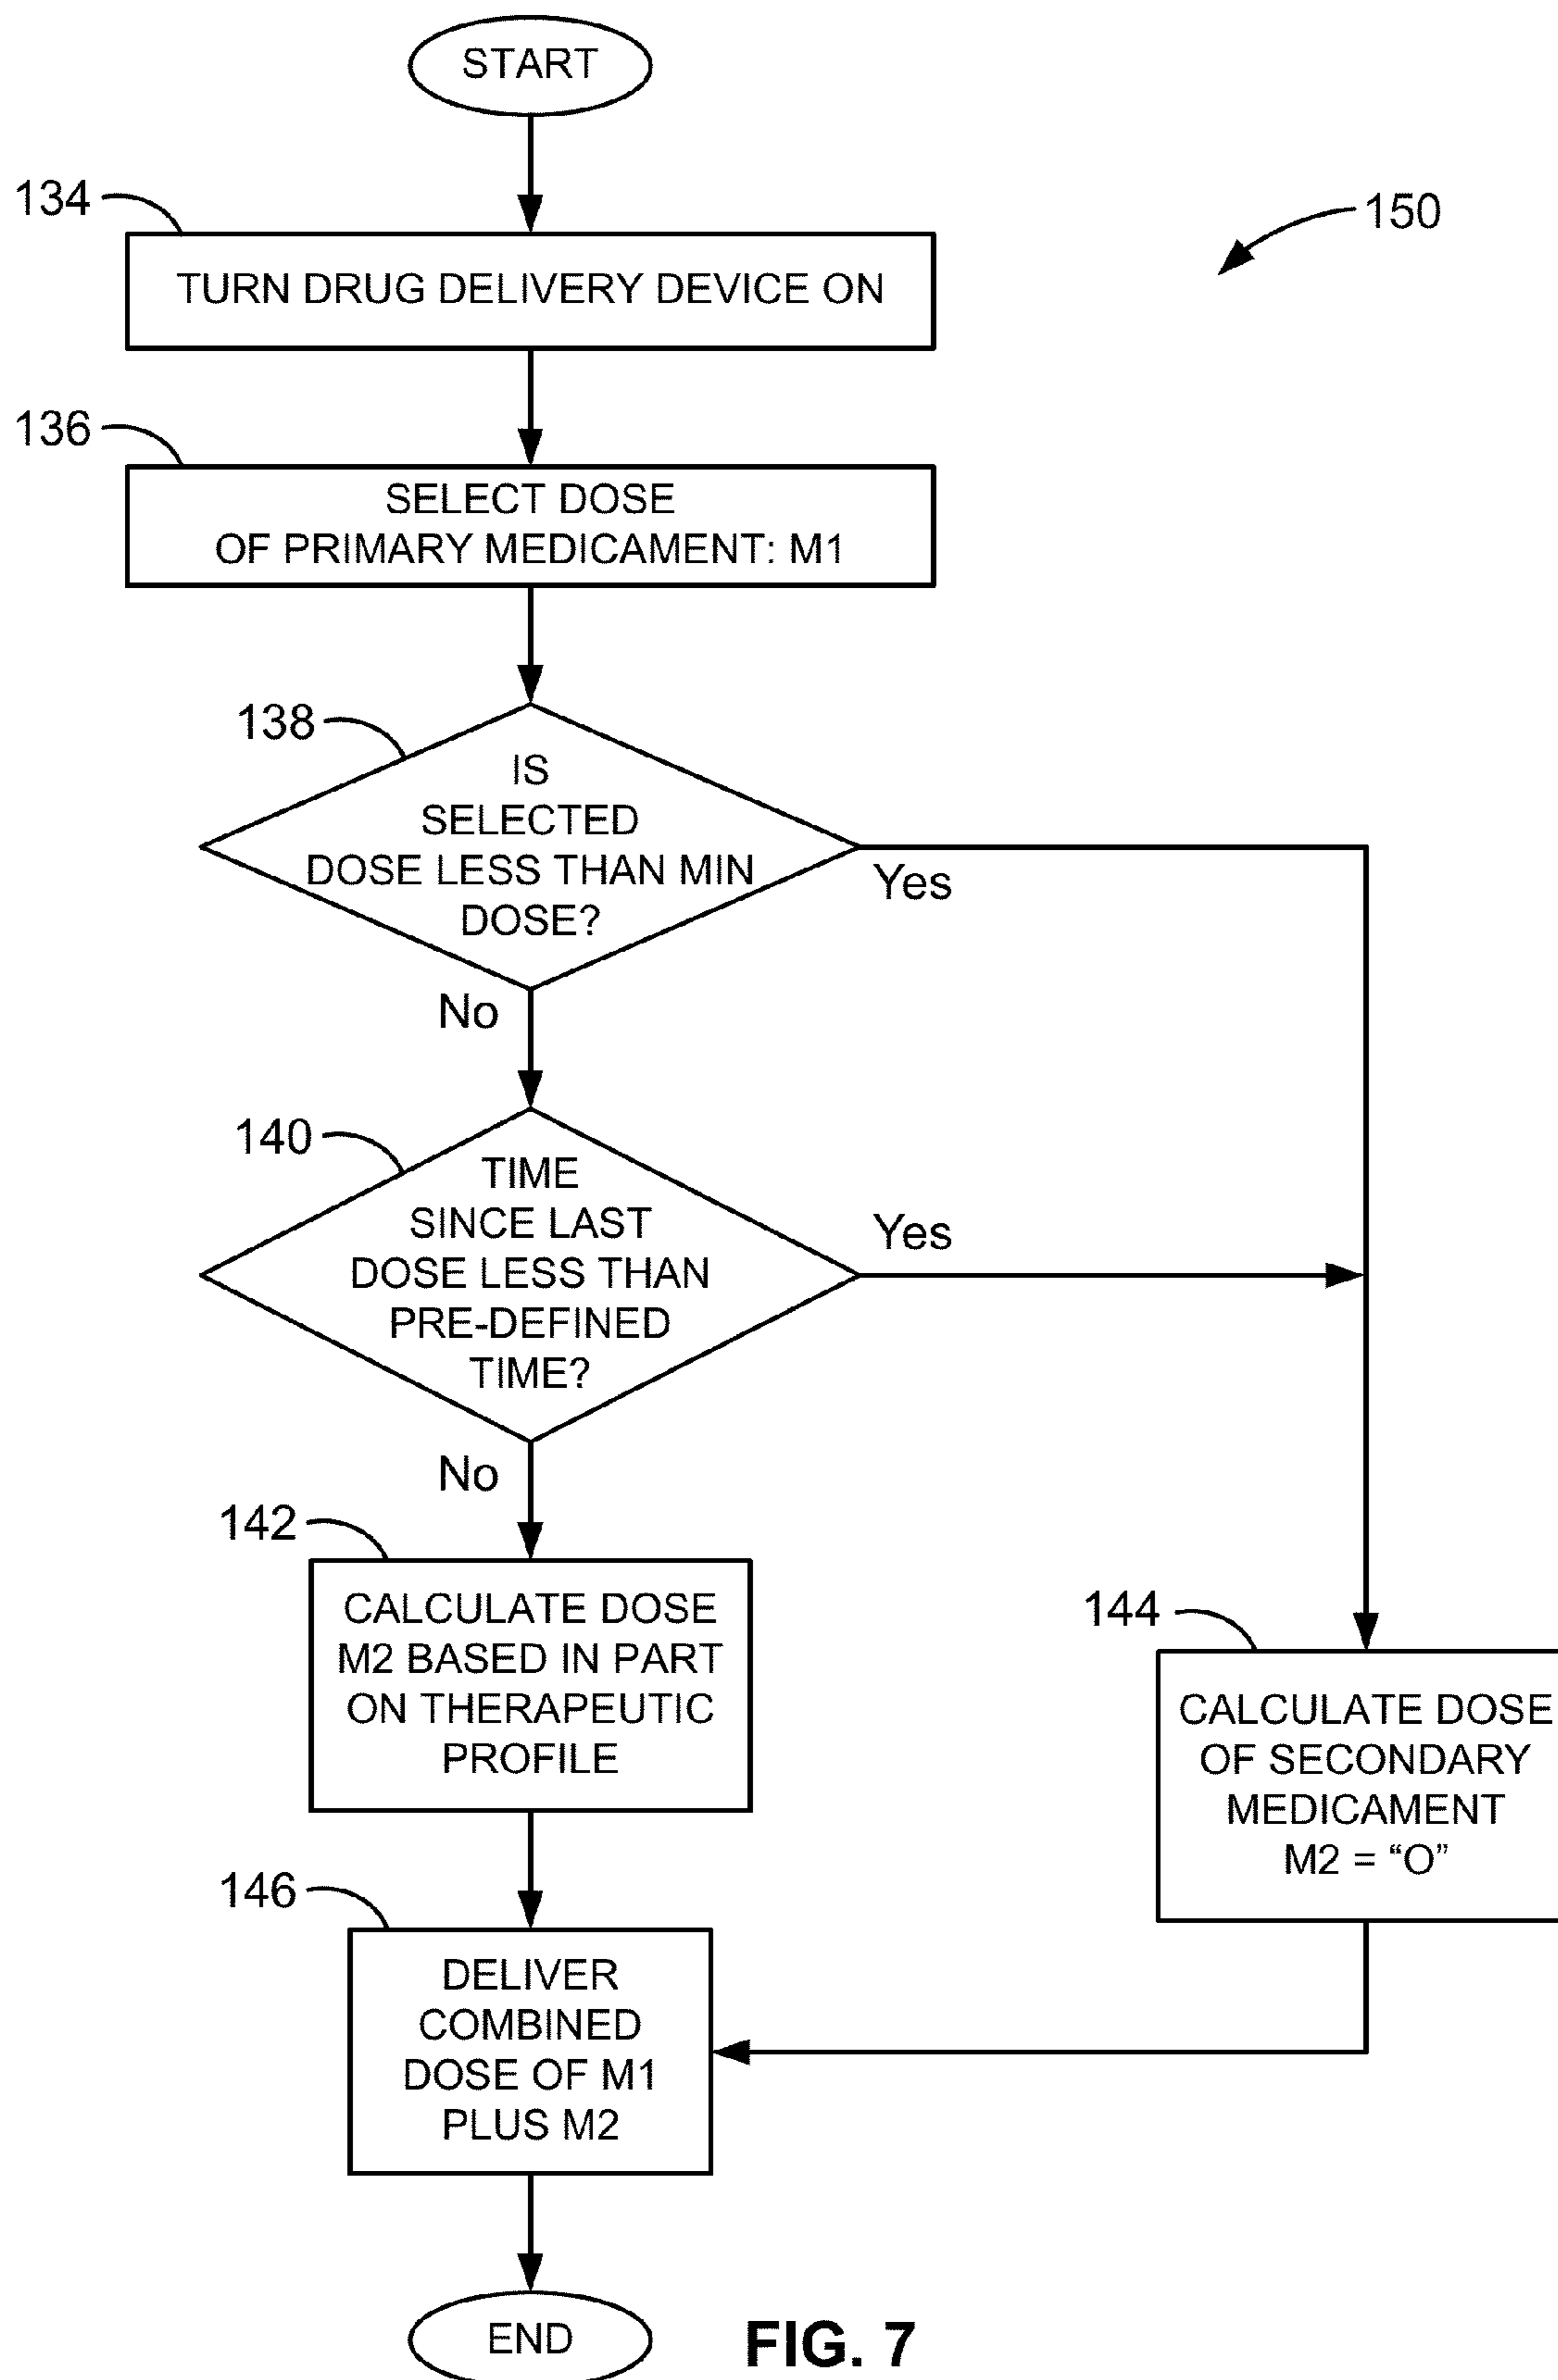 START
134
150
TURN DRUG DELIVERY DEVICE ON
136
SELECT DOSE
OF PRIMARY MEDICAMENT: M1
138
IS
SELECTED
DOSE LESS THAN MIN
DOSE?
Yes
No
140
TIME
SINCE LAST
DOSE LESS THAN
PRE-DEFINED
TIME?
Yes
No
142
CALCULATE DOSE
M2 BASED IN PART
ON THERAPEUTIC
PROFILE
144
CALCULATE DOSE
OF SECONDARY
MEDICAMENT
M2 = “O”
146
DELIVER
COMBINED
DOSE OF M1
PLUS M2
END
FIG. 7